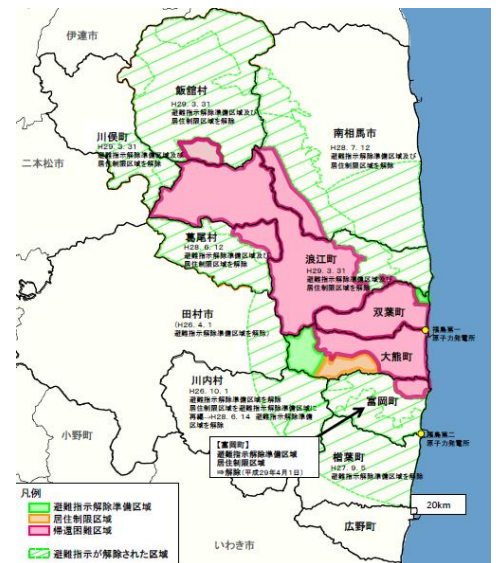 伊達市
飯舘村
H29.3.31
避難指示解除準備区域及び
居住制限区域を解除
川俣町
H29.3.31
避難指示解除準備区域及び
居住制限区域を解除
二本松市
南相馬市
H28.7.12
避難指示解除準備区域及び
居住制限区域を解除
葛尾村
H28.6.12
避難指示解除準備区域及び
居住制限区域を解除
浪江町
H29.3.31
避難指示解除準備区域及び
居住制限区域を解除
田村市
(H26.4.1
避難指示解除準備区域を解除)
双葉町
福島第一
原子力発電所
大熊町
川内村
H26.10.1
避難指示解除準備区域を解除
居住制限区域を避難指示解除準備区域に
再編→H28.6.14 避難指示解除準備
区域を解除
富岡町
小野町
福島第二
原子力発電所
【富岡町】
避難指示解除準備区域
居住制限区域
⇒解除(平成29年4月1日)
楢葉町
H27.9.5
避難指示解除準備区域を解除
凡例
避難指示解除準備区域
居住制限区域
帰還困難区域
避難指示が解除された区域
20km
広野町
いわき市